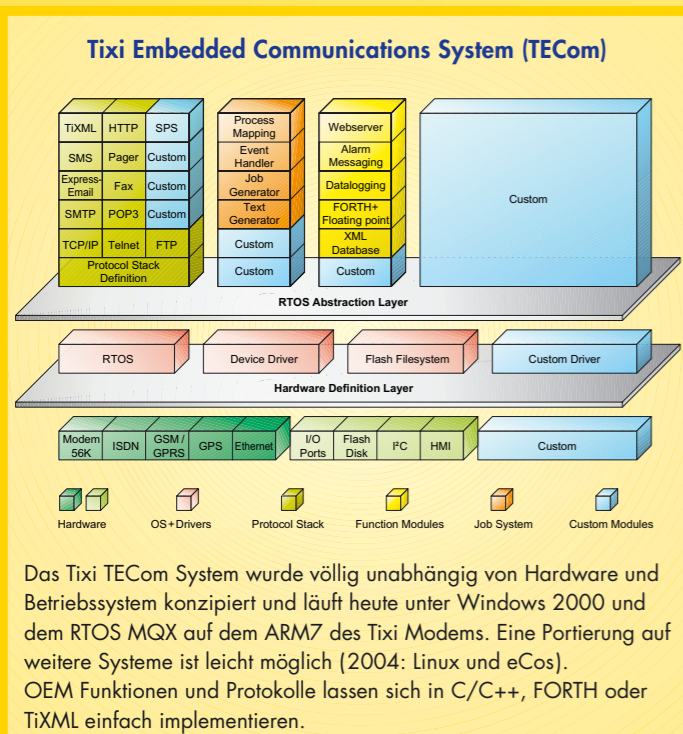 Tixi Embedded Communications System (TECom)
TiXML HTTP SPS
SMS Pager Custom
Express-
Email Fax Custom
SMTP POP3 Custom
TCP/IP Telnet FTP
Protocol Stack
Definition
Process
Mapping
Event
Handler
Job
Generator
Text
Generator
Custom
Custom
Webserver
Alarm
Messaging
Datalogging
FORTH+
Floating point
XML
Database
Custom
Custom
RTOS Abstraction Layer
RTOS Device Driver Flash Filesystem Custom Driver
Hardware Definition Layer
Modem
56K
ISDN
GSM /
GPRS
GPS
Ethernet
I/O
Ports
Flash
Disk
I²C
HMI
Custom
Hardware OS+Drivers Protocol Stack Function Modules Job System Custom Modules
Das Tixi TECom System wurde völlig unabhängig von Hardware und
Betriebssystem konzipiert und läuft heute unter Windows 2000 und
dem RTOS MQX auf dem ARM7 des Tixi Modems. Eine Portierung auf
weitere Systeme ist leicht möglich (2004: Linux und eCos).
OEM Funktionen und Protokolle lassen sich in C/C++, FORTH oder
TiXML einfach implementieren.